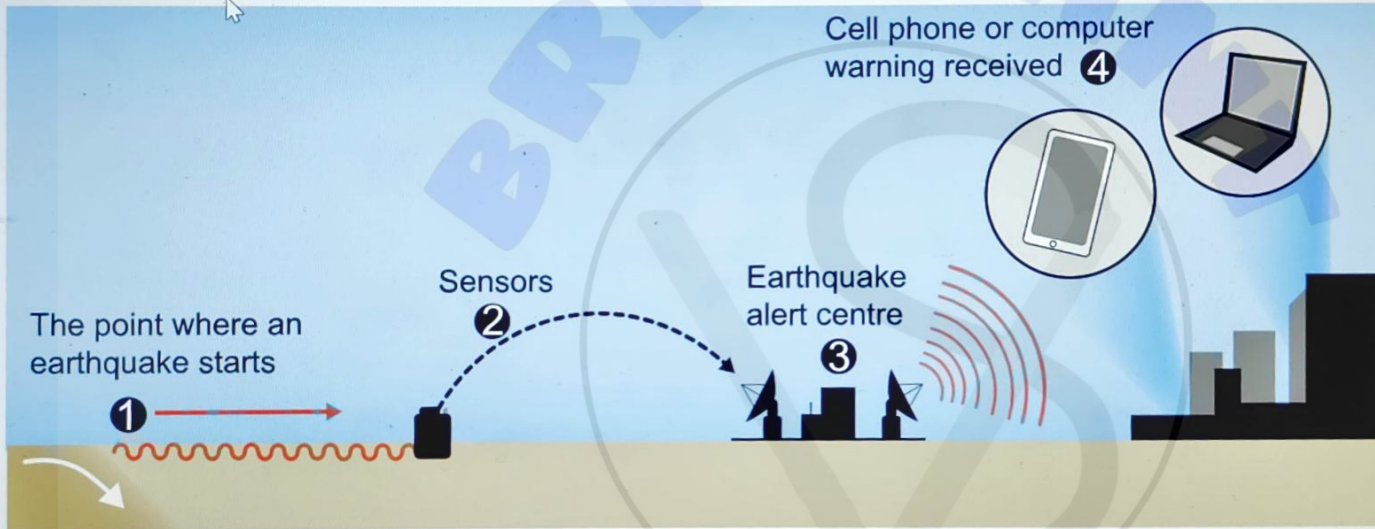 Cell phone or computer
warning received 4
Sensors
2
Earthquake
alert centre
3
The point where an
earthquake starts
1